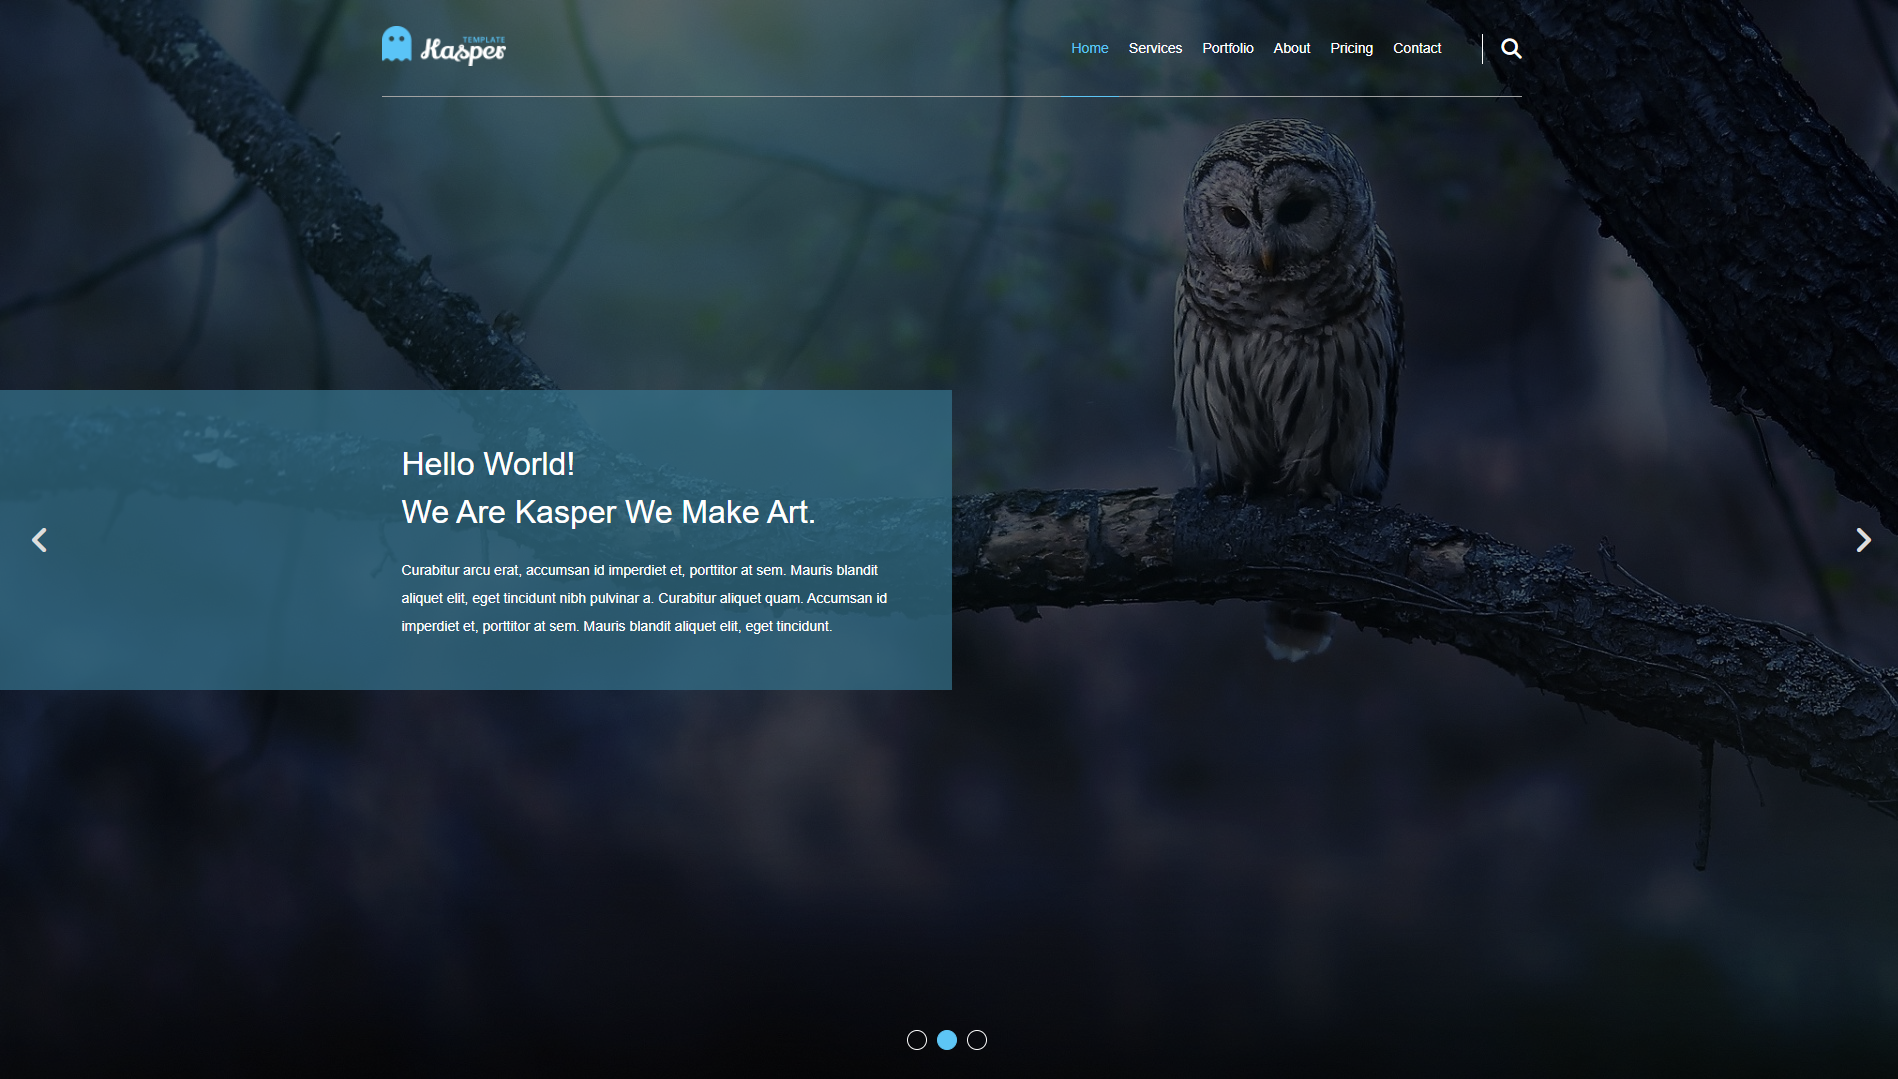 TEMPLATE
Kasper
Home Services Portfolio About Pricing Contact
Hello World!
We Are Kasper We Make Art.
Curabitur arcu erat, accumsan id imperdiet et, porttitor at sem. Mauris blandit
aliquet elit, eget tincidunt nibh pulvinar a. Curabitur aliquet quam. Accumsan id
imperdiet et, porttitor at sem. Mauris blandit aliquet elit, eget tincidunt.